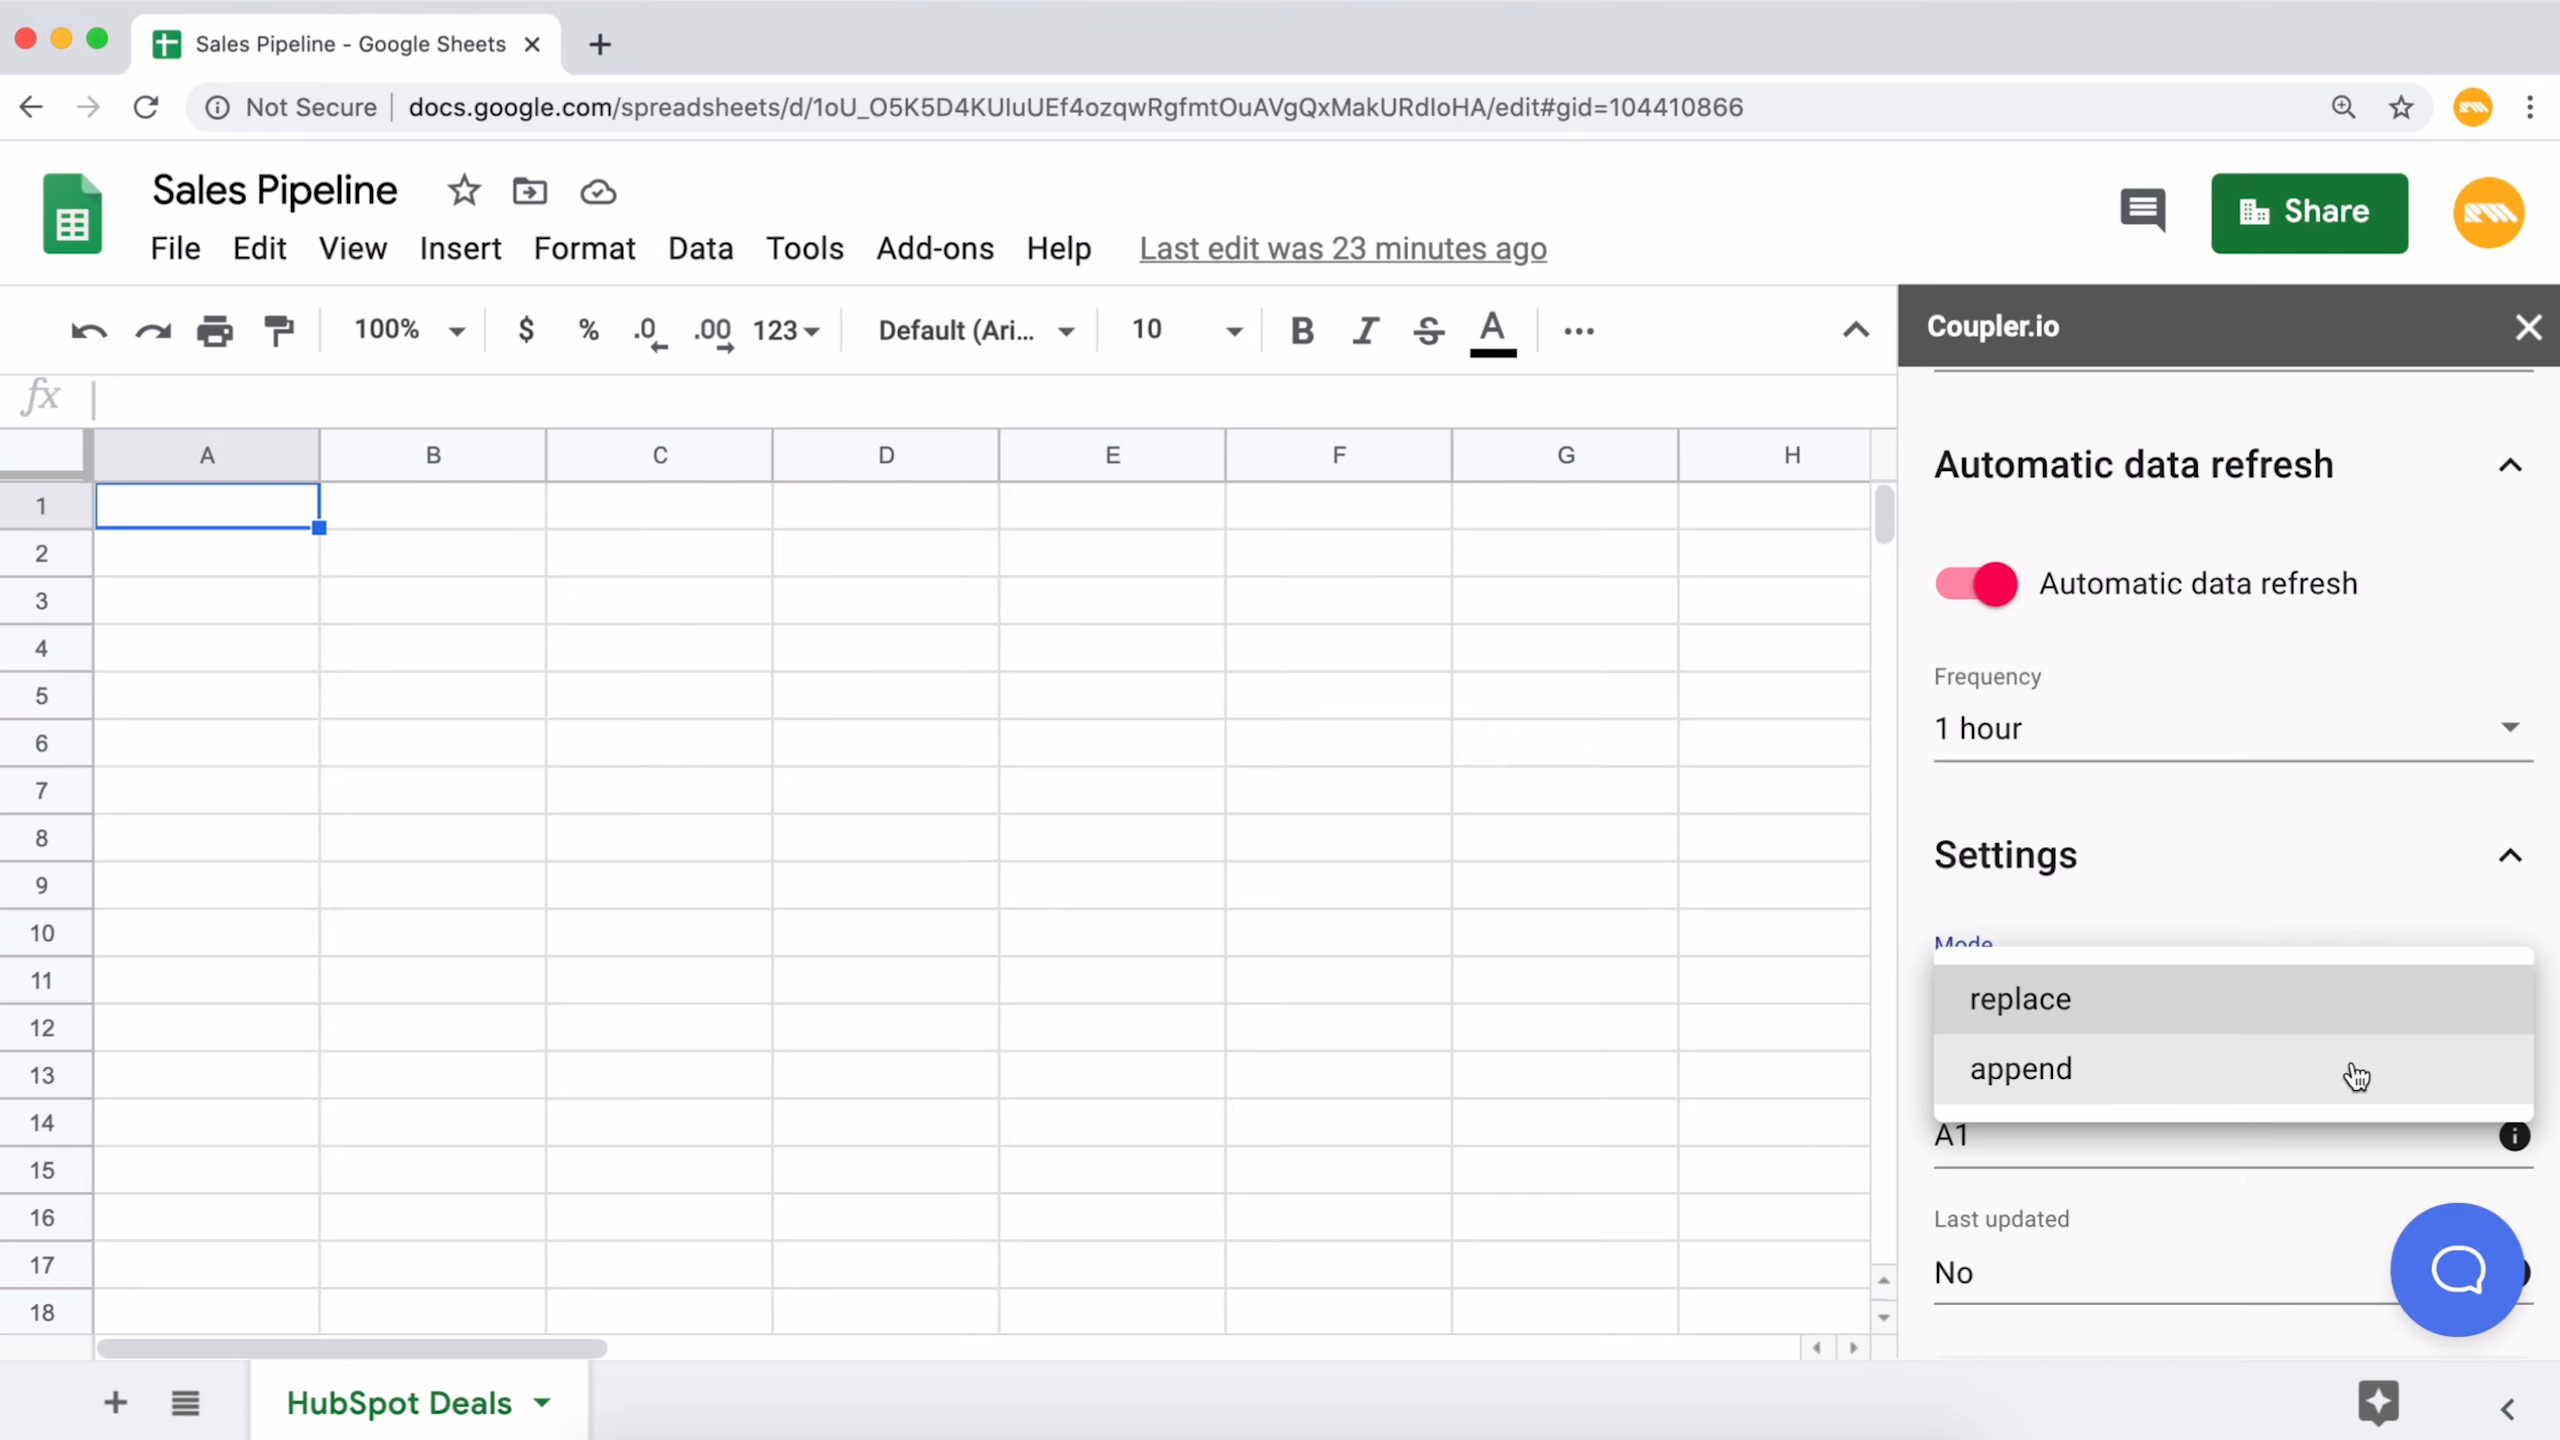 Sales Pipeline - Google Sheets
Not Secure
docs.google.com/spreadsheets/d/1oU_O5K5D4KUIuUEf4ozqwRgfmtOuAVgQxMakURdIoHA/edit#gid=104410866
Sales Pipeline
File Edit View Insert Format Data Tools Add-ons Help Last edit was 23 minutes ago
Share
100% $ % .0 .00 123 Default (Ari... 10 B I S A
Coupler.io
fx
A B C D E F G H
1
2
3
4
5
6
7
8
9
10
11
12
13
14
15
16
17
18
Automatic data refresh
Automatic data refresh
Frequency
1 hour
Settings
Mode
replace
append
A1
Last updated
No
HubSpot Deals